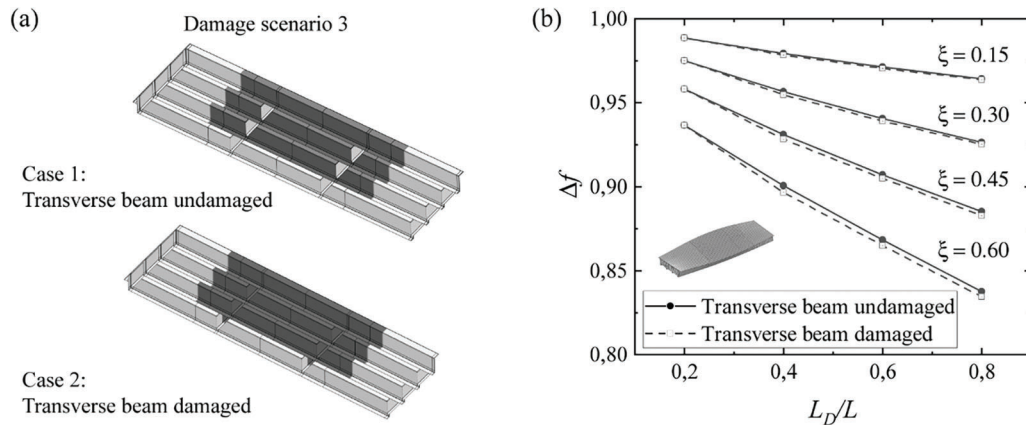 (a)
Damage scenario 3
Case 1:
Transverse beam undamaged
Case 2:
Transverse beam damaged
(b)
1,00
0,95
0,90
0,85
0,80
Δf
ξ = 0.15
ξ = 0.30
ξ = 0.45
ξ = 0.60
Transverse beam undamaged
Transverse beam damaged
0,2 0,4 0,6 0,8
L_D/L